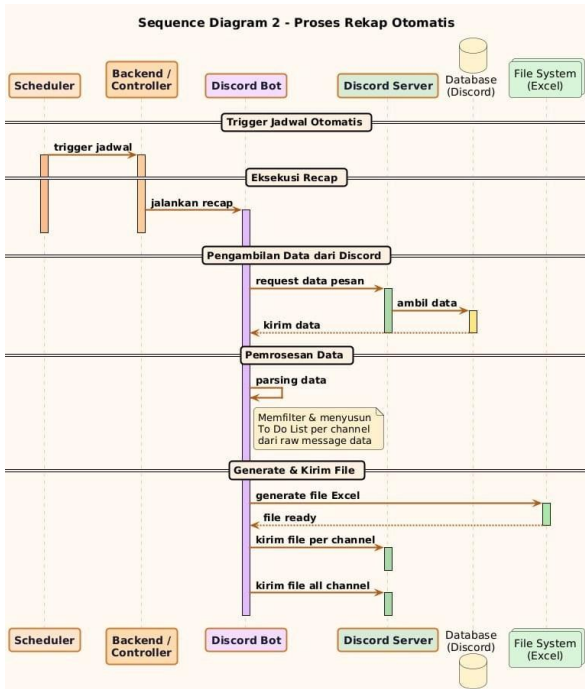 Sequence Diagram 2 - Proses Rekap Otomatis
Scheduler
Backend /
Controller
Discord Bot
Discord Server
Database
(Discord)
File System
(Excel)
Trigger Jadwal Otomatis
trigger jadwal
Eksekusi Recap
jalankan recap
Pengambilan Data dari Discord
request data pesan
ambil data
kirim data
Pemrosesan Data
parsing data
Memfilter & menyusun
To Do List per channel
dari raw message data
Generate & Kirim File
generate file Excel
file ready
kirim file per channel
kirim file all channel
Scheduler
Backend /
Controller
Discord Bot
Discord Server
Database
(Discord)
File System
(Excel)